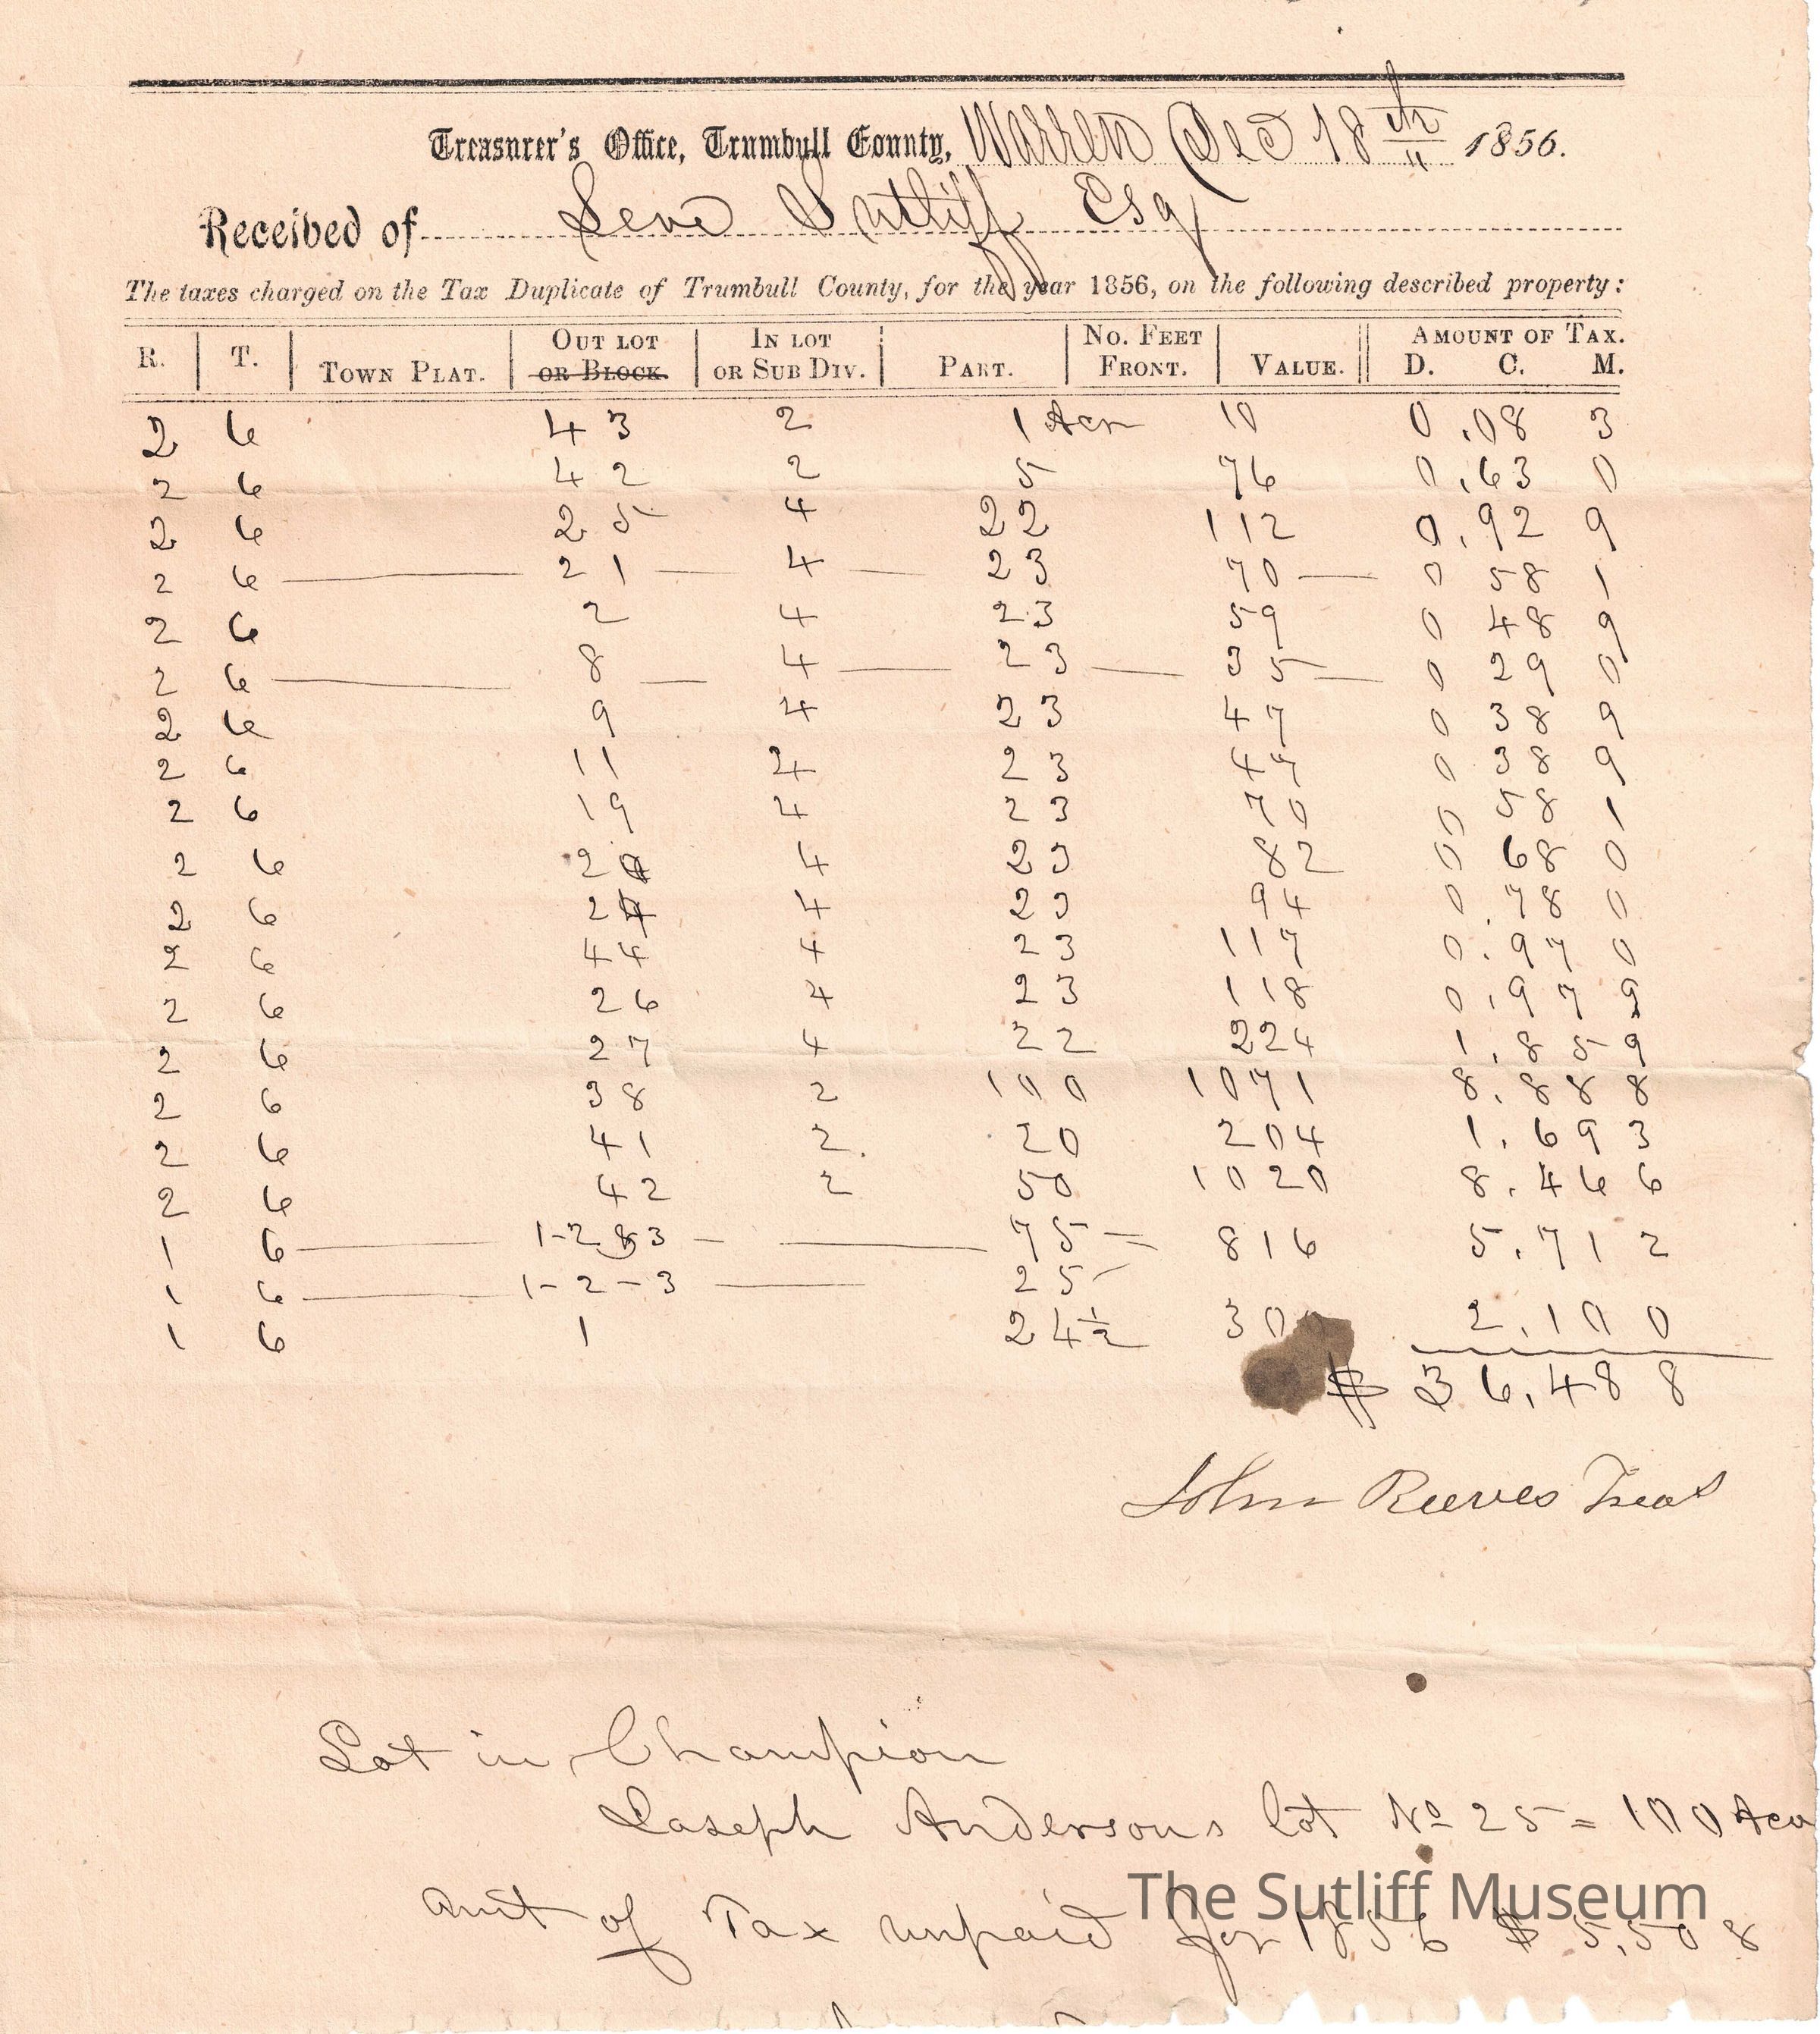 Treasurer's Office, Trumbull County, Warren Dec 18th 1856.
Received of Levi Sutliff Esq
The taxes charged on the Tax Duplicate of Trumbull County, for the year 1856, on the following described property:
R. T. TOWN PLAT. OUT LOT OR BLOCK. IN LOT OR SUB DIV. PART. NO. FEET FRONT. VALUE. AMOUNT OF TAX. D. C. M.
2 6 43 2 1 Acr 10 0.08 3
2 6 42 2 5 76 0.63 0
2 6 25 4 22 112 0.92 9
2 6 21 4 23 70 0 58 1
2 6 2 4 23 59 0 48 9
2 6 8 4 23 35 0 29 0
2 6 9 4 23 47 0 38 9
2 6 11 4 23 47 0 38 9
2 6 19 4 23 70 0 58 1
2 6 4 23 82 0 68 0
2 6 24 4 23 94 0.78 0
2 6 44 4 23 117 0.97 0
2 6 26 4 23 118 0.97 9
2 6 27 4 22 224 1.85 9
2 6 38 2 100 1071 8.88 8
2 6 41 2 20 204 1.69 3
2 6 42 2 50 1020 8.46 6
1 6 1-2 & 3 75 = 816 5.71 2
1 6 1-2-3 25
1 6 1 24 1/2 300 2.10 0
$ 36.48 8
John Reeves Treas
Lot in Champion
Joseph Andersons lot No 25 = 100 Acr
amt of Tax unpaid for 1856 $ 5.50 8
The Sutliff Museum